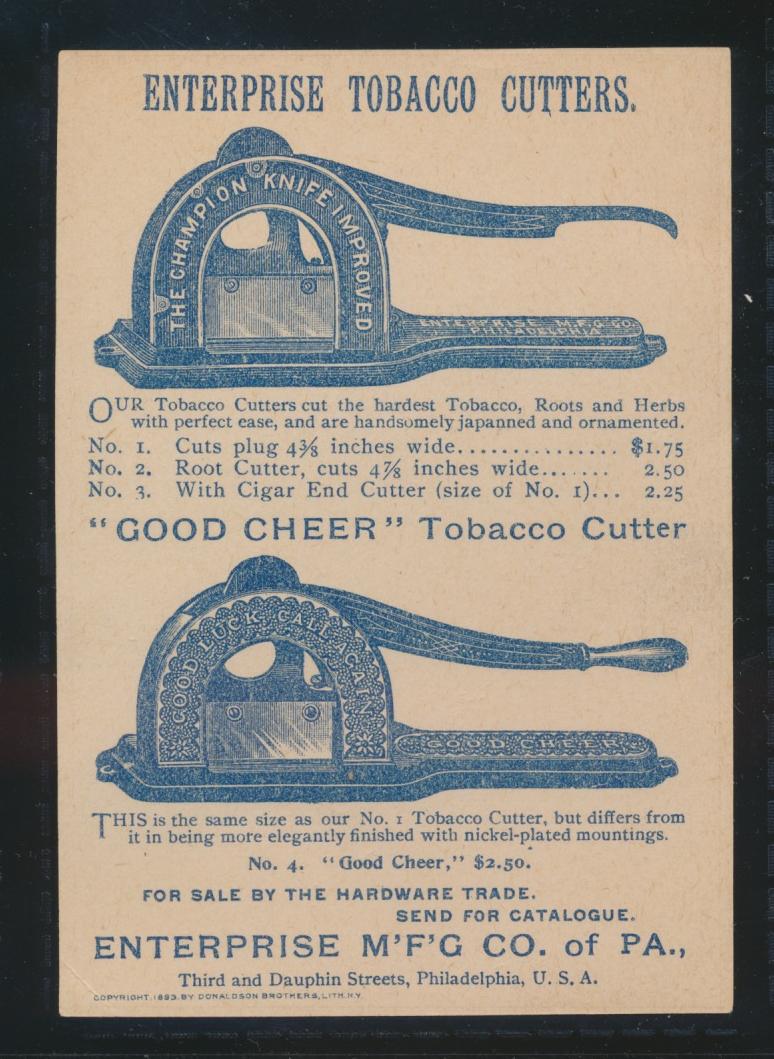 ENTERPRISE TOBACCO CUTTERS.
THE CHAMPION KNIFE IMPROVED
ENTERPRISE M'F'G CO.
PHILADELPHIA
OUR Tobacco Cutters cut the hardest Tobacco, Roots and Herbs
with perfect ease, and are handsomely japanned and ornamented.
No. 1. Cuts plug 4⅜ inches wide............... $1.75
No. 2. Root Cutter, cuts 4⅞ inches wide....... 2.50
No. 3. With Cigar End Cutter (size of No. 1)... 2.25
"GOOD CHEER" Tobacco Cutter
GOOD LUCK, CALL AGAIN
GOOD CHEER
THIS is the same size as our No. 1 Tobacco Cutter, but differs from
it in being more elegantly finished with nickel-plated mountings.
No. 4. "Good Cheer," $2.50.
FOR SALE BY THE HARDWARE TRADE.
SEND FOR CATALOGUE.
ENTERPRISE M'F'G CO. of PA.,
Third and Dauphin Streets, Philadelphia, U. S. A.
COPYRIGHT, 1893, BY DONALDSON BROTHERS, LITH. N.Y.